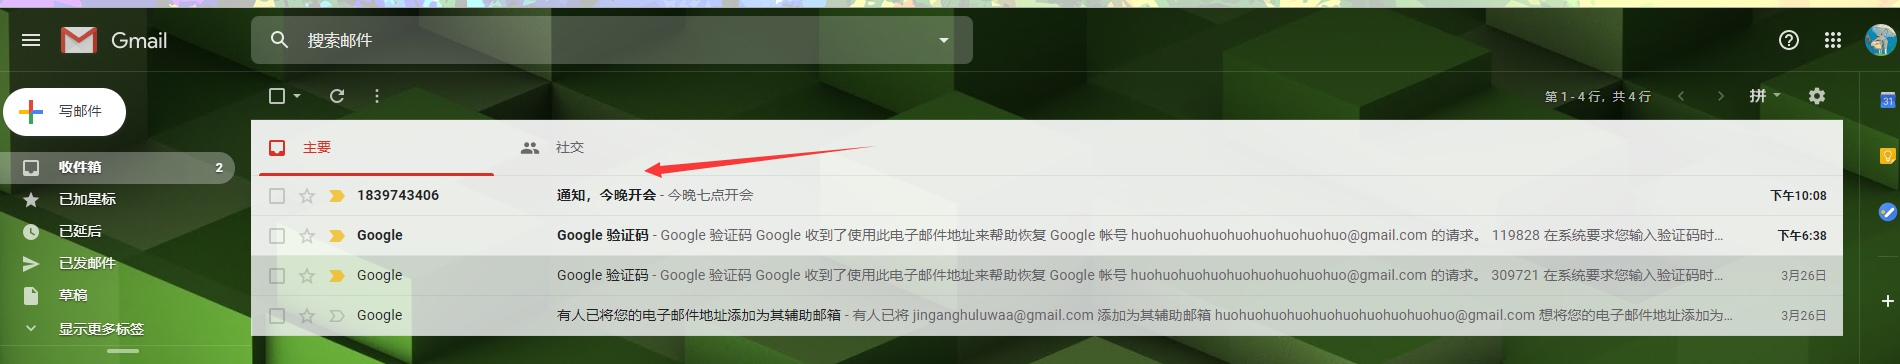 Gmail
搜索邮件
第 1 - 4 行，共 4 行
拼
31
写邮件
主要
社交
收件箱 2
1839743406 通知，今晚开会 - 今晚七点开会 下午10:08
已加星标
已延后
Google Google 验证码 - Google 验证码 Google 收到了使用此电子邮件地址来帮助恢复 Google 帐号 huohuohuohuohuohuohuohuohuo@gmail.com 的请求。 119828 在系统要求您输入验证码时... 下午6:38
已发邮件
Google Google 验证码 - Google 验证码 Google 收到了使用此电子邮件地址来帮助恢复 Google 帐号 huohuohuohuohuohuohuohuohuo@gmail.com 的请求。 309721 在系统要求您输入验证码时... 3月26日
草稿
Google 有人已将您的电子邮件地址添加为其辅助邮箱 - 有人已将 jinganghuluwaa@gmail.com 添加为其辅助邮箱 huohuohuohuohuohuohuohuohuo@gmail.com 想将您的电子邮件地址添加为... 3月26日
显示更多标签